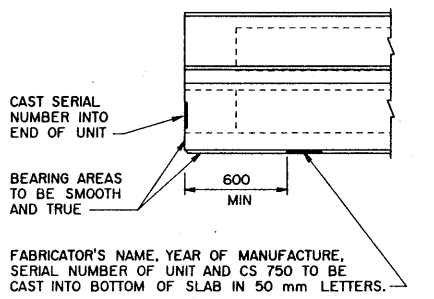 CAST SERIAL
NUMBER INTO
END OF UNIT
BEARING AREAS
TO BE SMOOTH
AND TRUE
600
MIN
FABRICATOR'S NAME, YEAR OF MANUFACTURE,
SERIAL NUMBER OF UNIT AND CS 750 TO BE
CAST INTO BOTTOM OF SLAB IN 50 mm LETTERS.